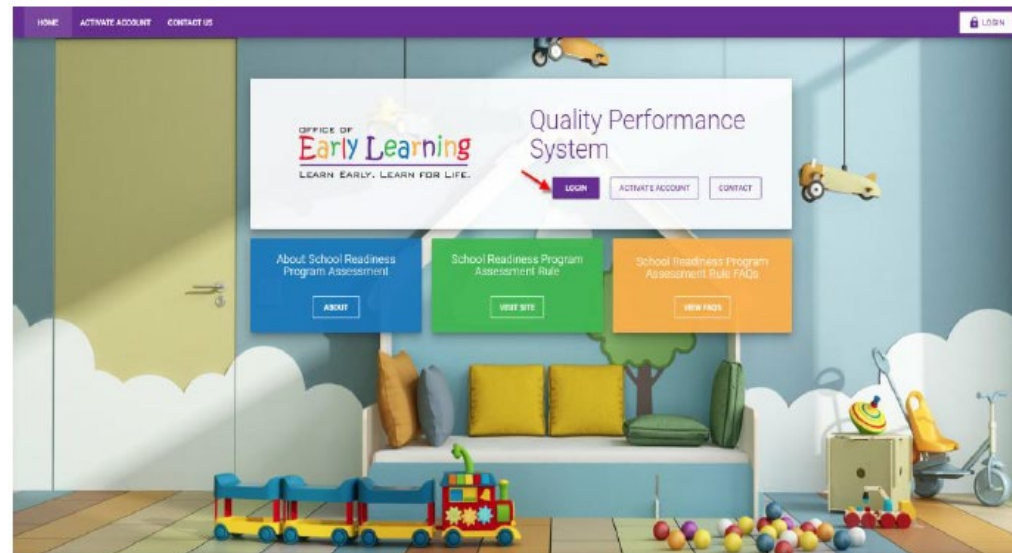 HOME ACTIVATE ACCOUNT CONTACT US LOGIN
OFFICE OF
Early Learning
LEARN EARLY. LEARN FOR LIFE.
Quality Performance
System
LOGIN ACTIVATE ACCOUNT CONTACT
About School Readiness
Program Assessment
ABOUT
School Readiness Program
Assessment Rule
VISIT SITE
School Readiness Program
Assessment Rule FAQs
VIEW FAQS